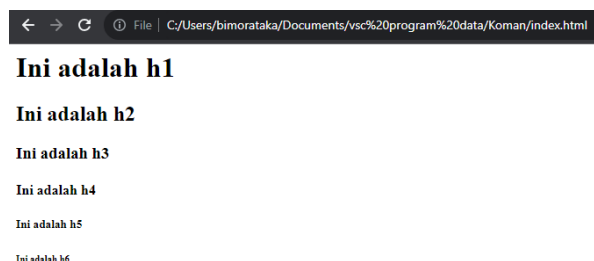 File | C:/Users/bimorataka/Documents/vsc%20program%20data/Koman/index.html
Ini adalah h1
Ini adalah h2
Ini adalah h3
Ini adalah h4
Ini adalah h5
Ini adalah h6